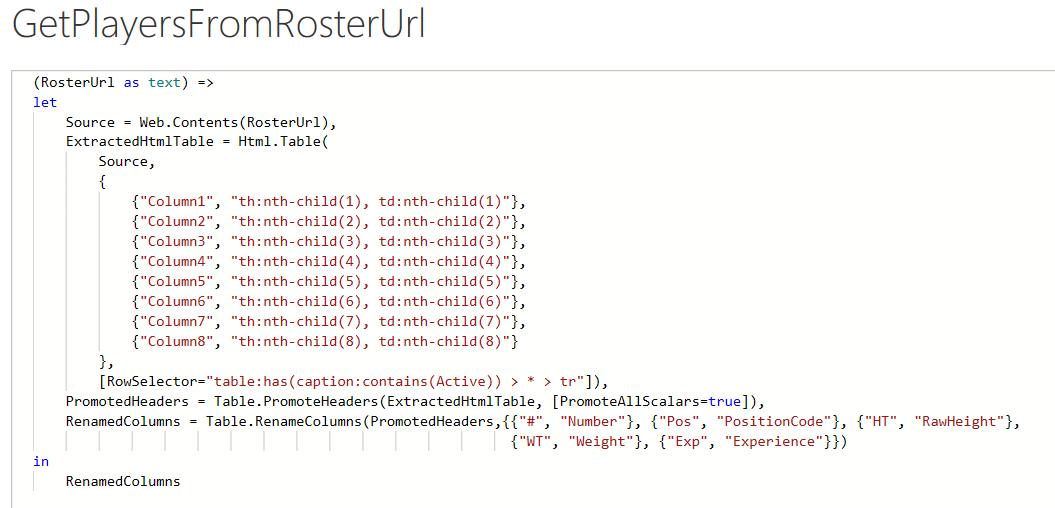 GetPlayersFromRosterUrl
(RosterUrl as text) =>
let
    Source = Web.Contents(RosterUrl),
    ExtractedHtmlTable = Html.Table(
        Source,
        {
            {"Column1", "th:nth-child(1), td:nth-child(1)"},
            {"Column2", "th:nth-child(2), td:nth-child(2)"},
            {"Column3", "th:nth-child(3), td:nth-child(3)"},
            {"Column4", "th:nth-child(4), td:nth-child(4)"},
            {"Column5", "th:nth-child(5), td:nth-child(5)"},
            {"Column6", "th:nth-child(6), td:nth-child(6)"},
            {"Column7", "th:nth-child(7), td:nth-child(7)"},
            {"Column8", "th:nth-child(8), td:nth-child(8)"}
        },
        [RowSelector="table:has(caption:contains(Active)) > * > tr"]),
    PromotedHeaders = Table.PromoteHeaders(ExtractedHtmlTable, [PromoteAllScalars=true]),
    RenamedColumns = Table.RenameColumns(PromotedHeaders,{{"#", "Number"}, {"Pos", "PositionCode"}, {"HT", "RawHeight"},
                                                          {"WT", "Weight"}, {"Exp", "Experience"}})
in
    RenamedColumns